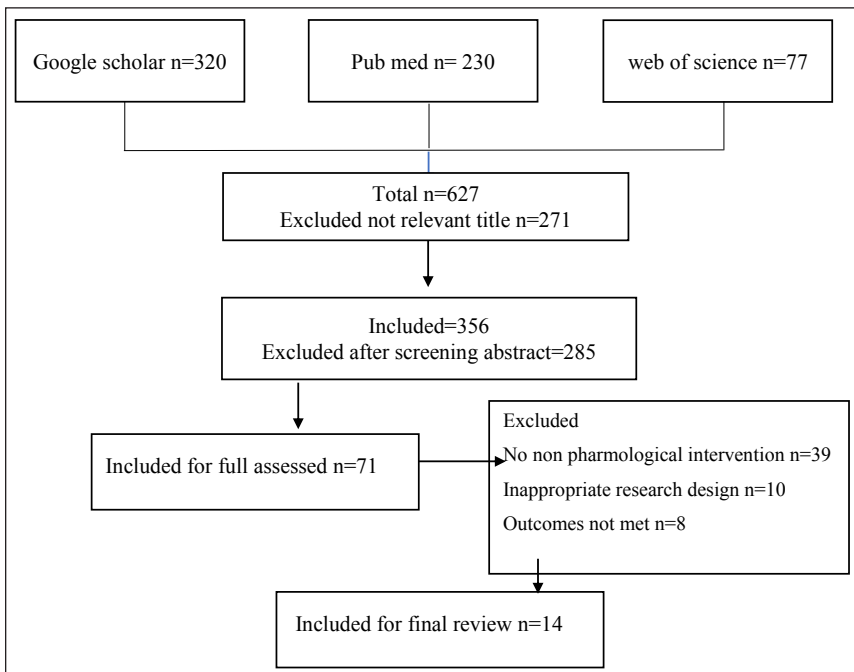 Google scholar n=320
Pub med n= 230
web of science n=77
Total n=627
Excluded not relevant title n=271
Included=356
Excluded after screening abstract=285
Included for full assessed n=71
Excluded
No non pharmological intervention n=39
Inappropriate research design n=10
Outcomes not met n=8
Included for final review n=14